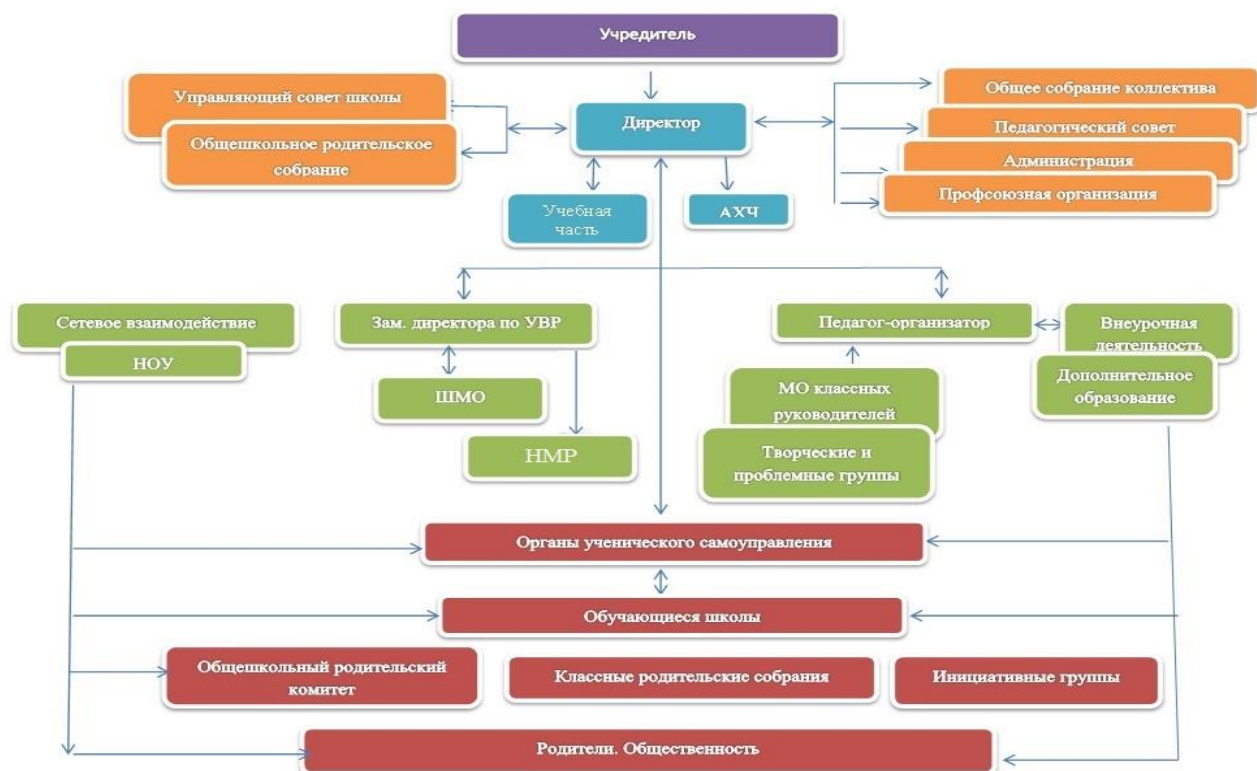 Учредитель
Управляющий совет школы
Общешкольное родительское
собрание
Директор
Общее собрание коллектива
Педагогический совет
Администрация
Профсоюзная организация
Учебная
часть
АХЧ
Сетевое взаимодействие
НОУ
Зам. директора по УВР
ШМО
НМР
Педагог-организатор
Внеурочная
деятельность
Дополнительное
образование
МО классных
руководителей
Творческие и
проблемные группы
Органы ученического самоуправления
Обучающиеся школы
Общешкольный родительский
комитет
Классные родительские собрания
Инициативные группы
Родители. Общественность